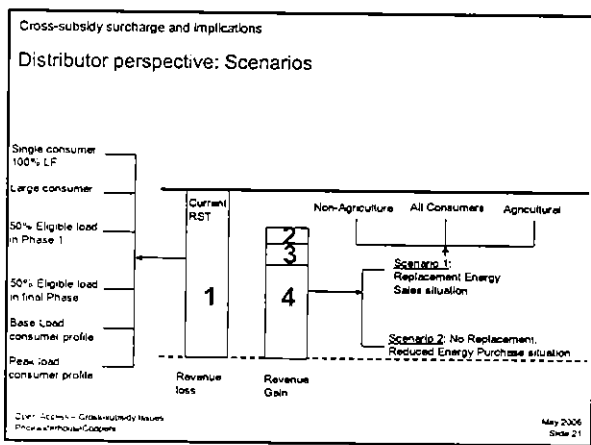 Cross-subsidy surcharge and implications
Distributor perspective: Scenarios
Single consumer
100% LF
Large consumer
50% Eligible load
in Phase 1
50% Eligible load
in final Phase
Base Load
consumer profile
Peak load
consumer profile
Current
RST
1
Revenue
loss
2
3
4
Revenue
Gain
Non-Agriculture
All Consumers
Agricultural
Scenario 1:
Replacement Energy
Sales situation
Scenario 2: No Replacement.
Reduced Energy Purchase situation
Open Access – Cross-subsidy Issues
PricewaterhouseCoopers
May 2006
Slide 21